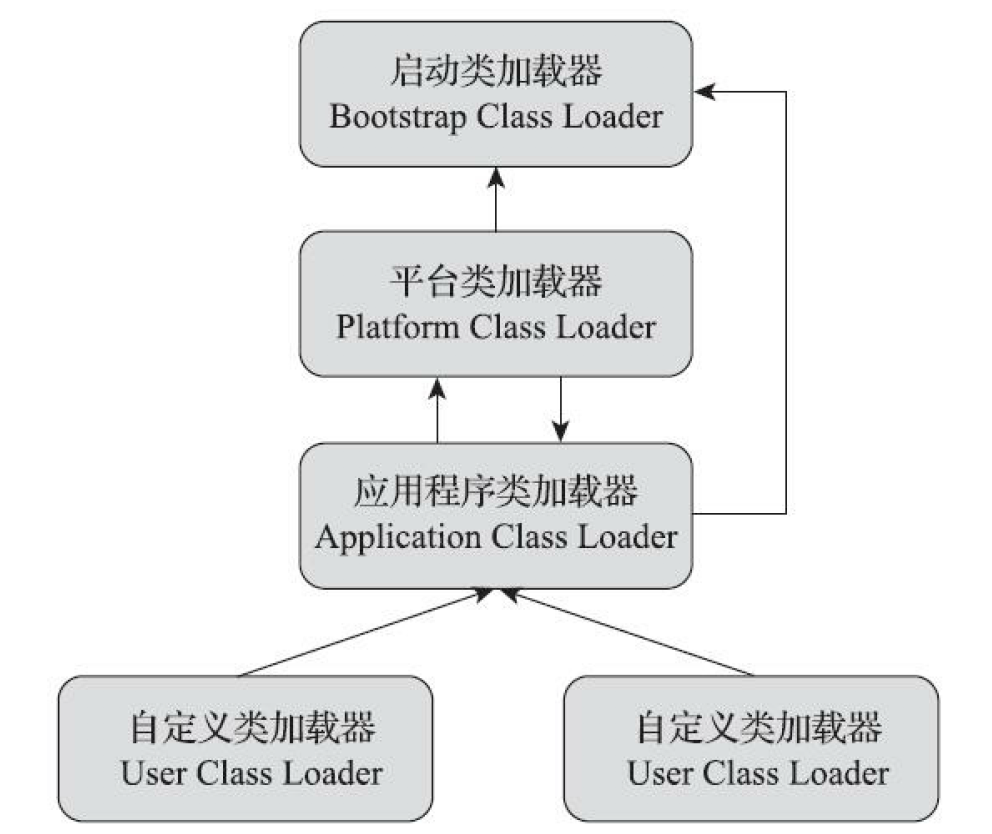 启动类加载器
Bootstrap Class Loader
平台类加载器
Platform Class Loader
应用程序类加载器
Application Class Loader
自定义类加载器
User Class Loader
自定义类加载器
User Class Loader